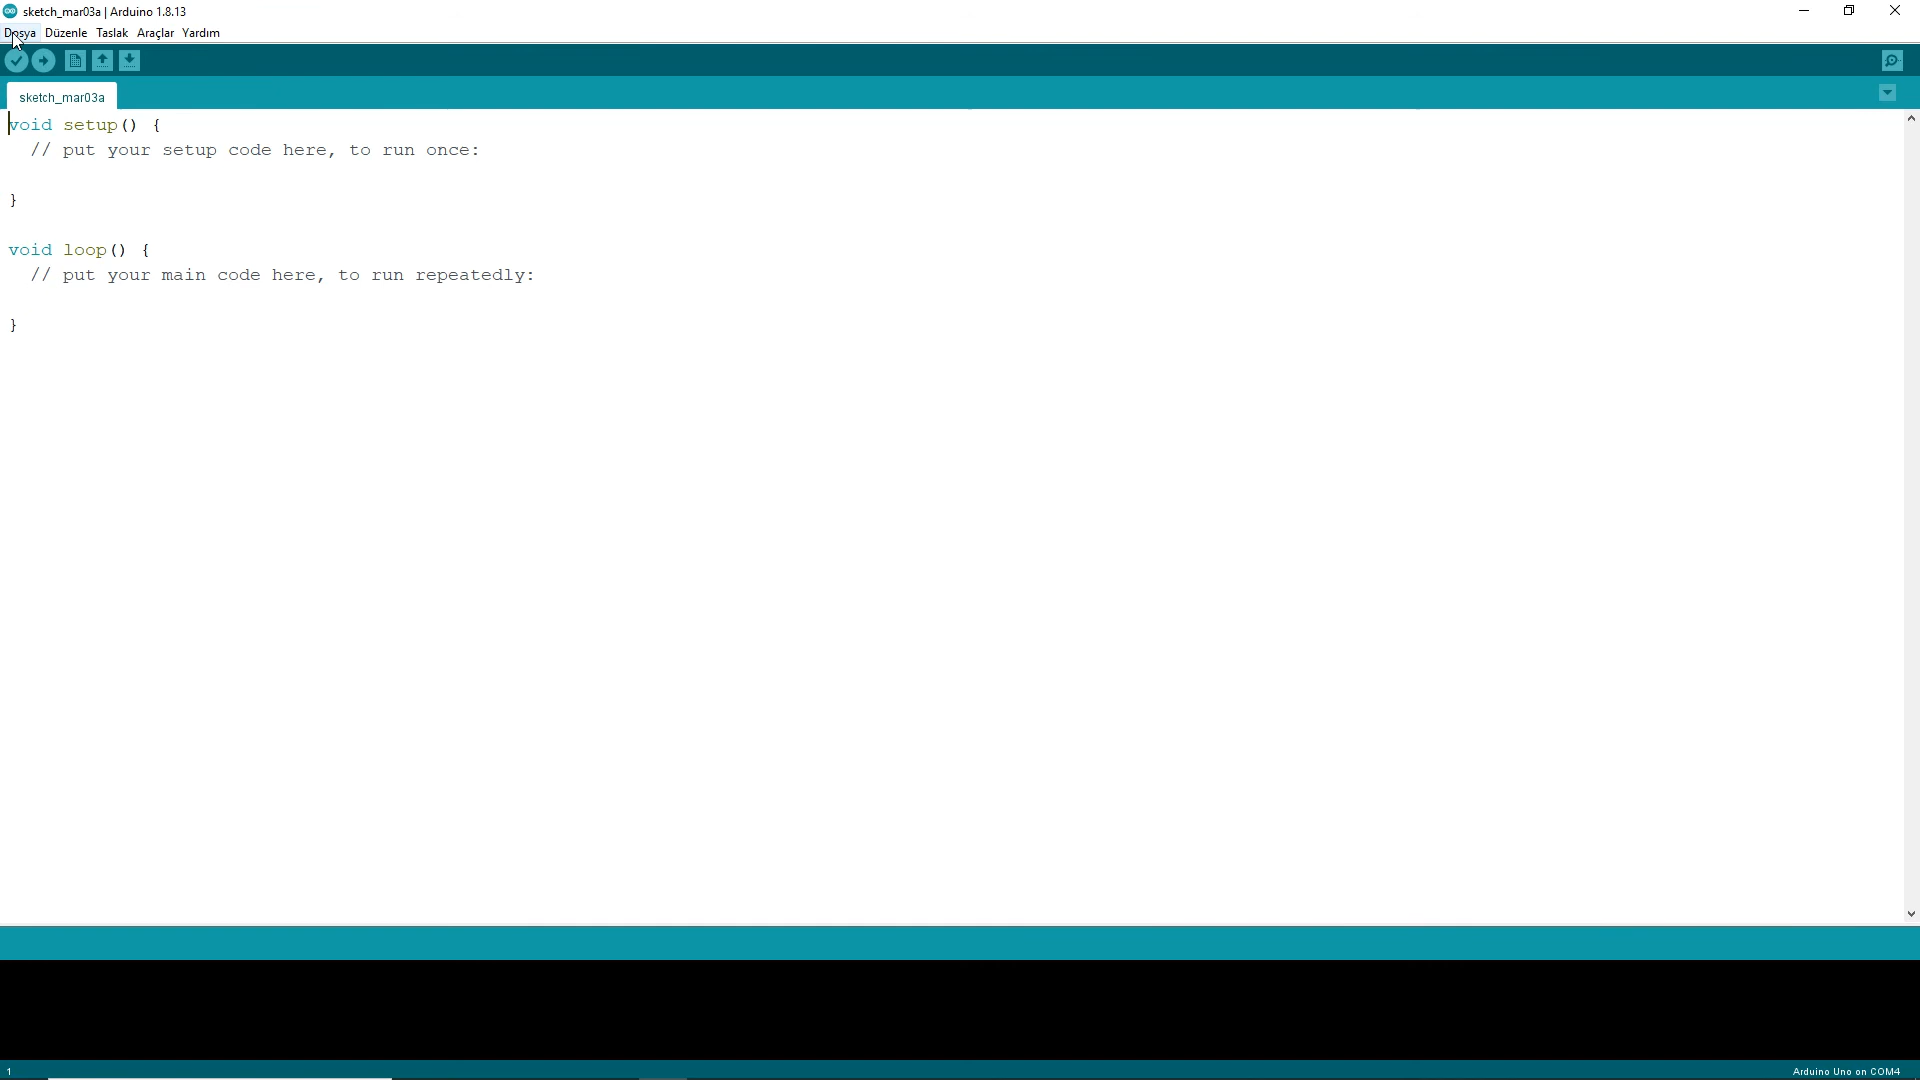 sketch_mar03a | Arduino 1.8.13
Dosya Düzenle Taslak Araçlar Yardım
sketch_mar03a
void setup() {
  // put your setup code here, to run once:
}
void loop() {
  // put your main code here, to run repeatedly:
}
1
Arduino Uno on COM4